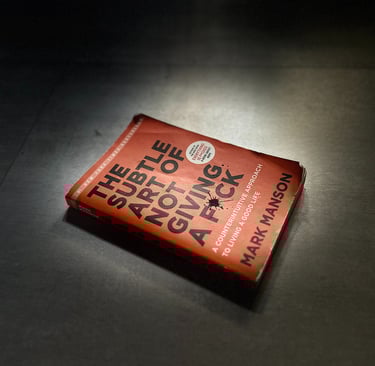 THE
SUBTLE
ART OF
NOT
GIVING
A F*CK
A COUNTERINTUITIVE APPROACH
TO LIVING A GOOD LIFE
MARK MANSON